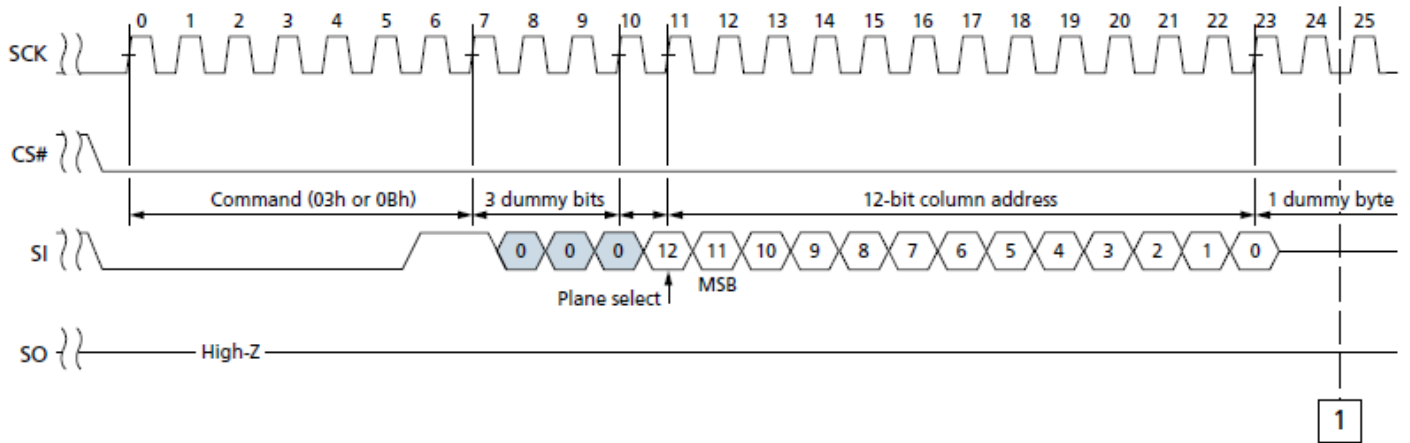 0 1 2 3 4 5 6 7 8 9 10 11 12 13 14 15 16 17 18 19 20 21 22 23 24 25
SCK
CS#
Command (03h or 0Bh) 3 dummy bits 12-bit column address 1 dummy byte
SI 0 0 0 12 11 10 9 8 7 6 5 4 3 2 1 0
Plane select MSB
SO High-Z
1